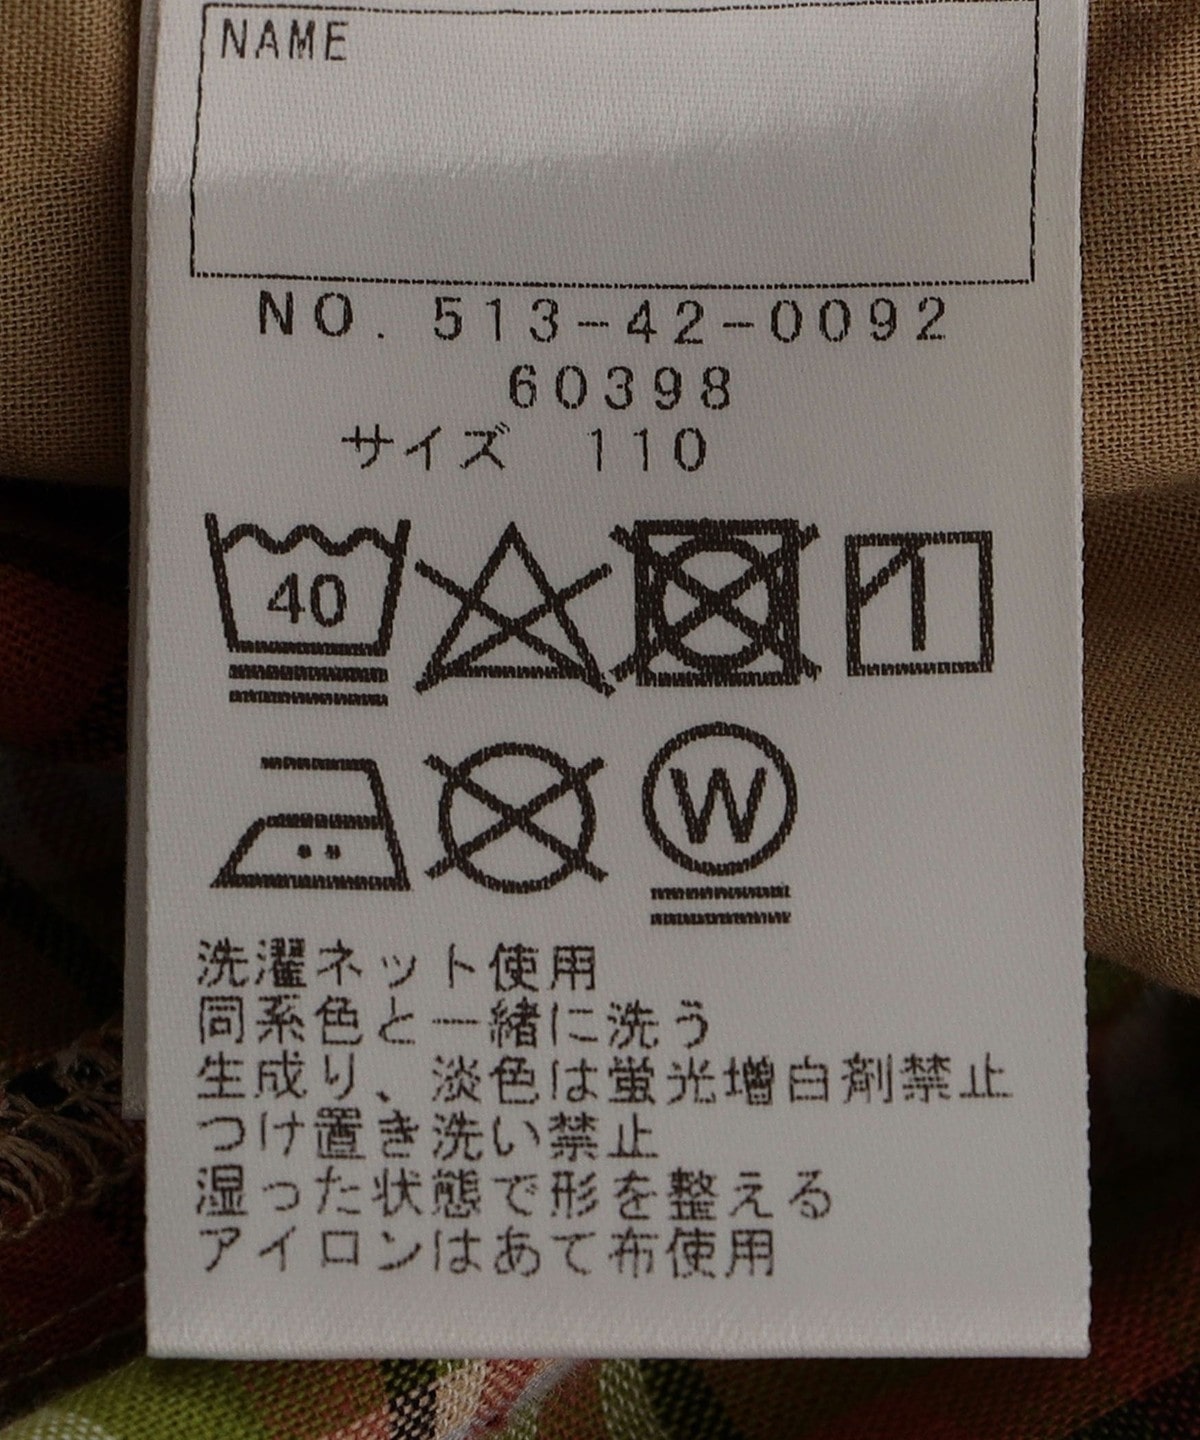 NAME
NO. 513-42-0092
60398
サイズ 110
40
W
洗濯ネット使用
同系色と一緒に洗う
生成り、淡色は蛍光増白剤禁止
つけ置き洗い禁止
湿った状態で形を整える
アイロンはあて布使用